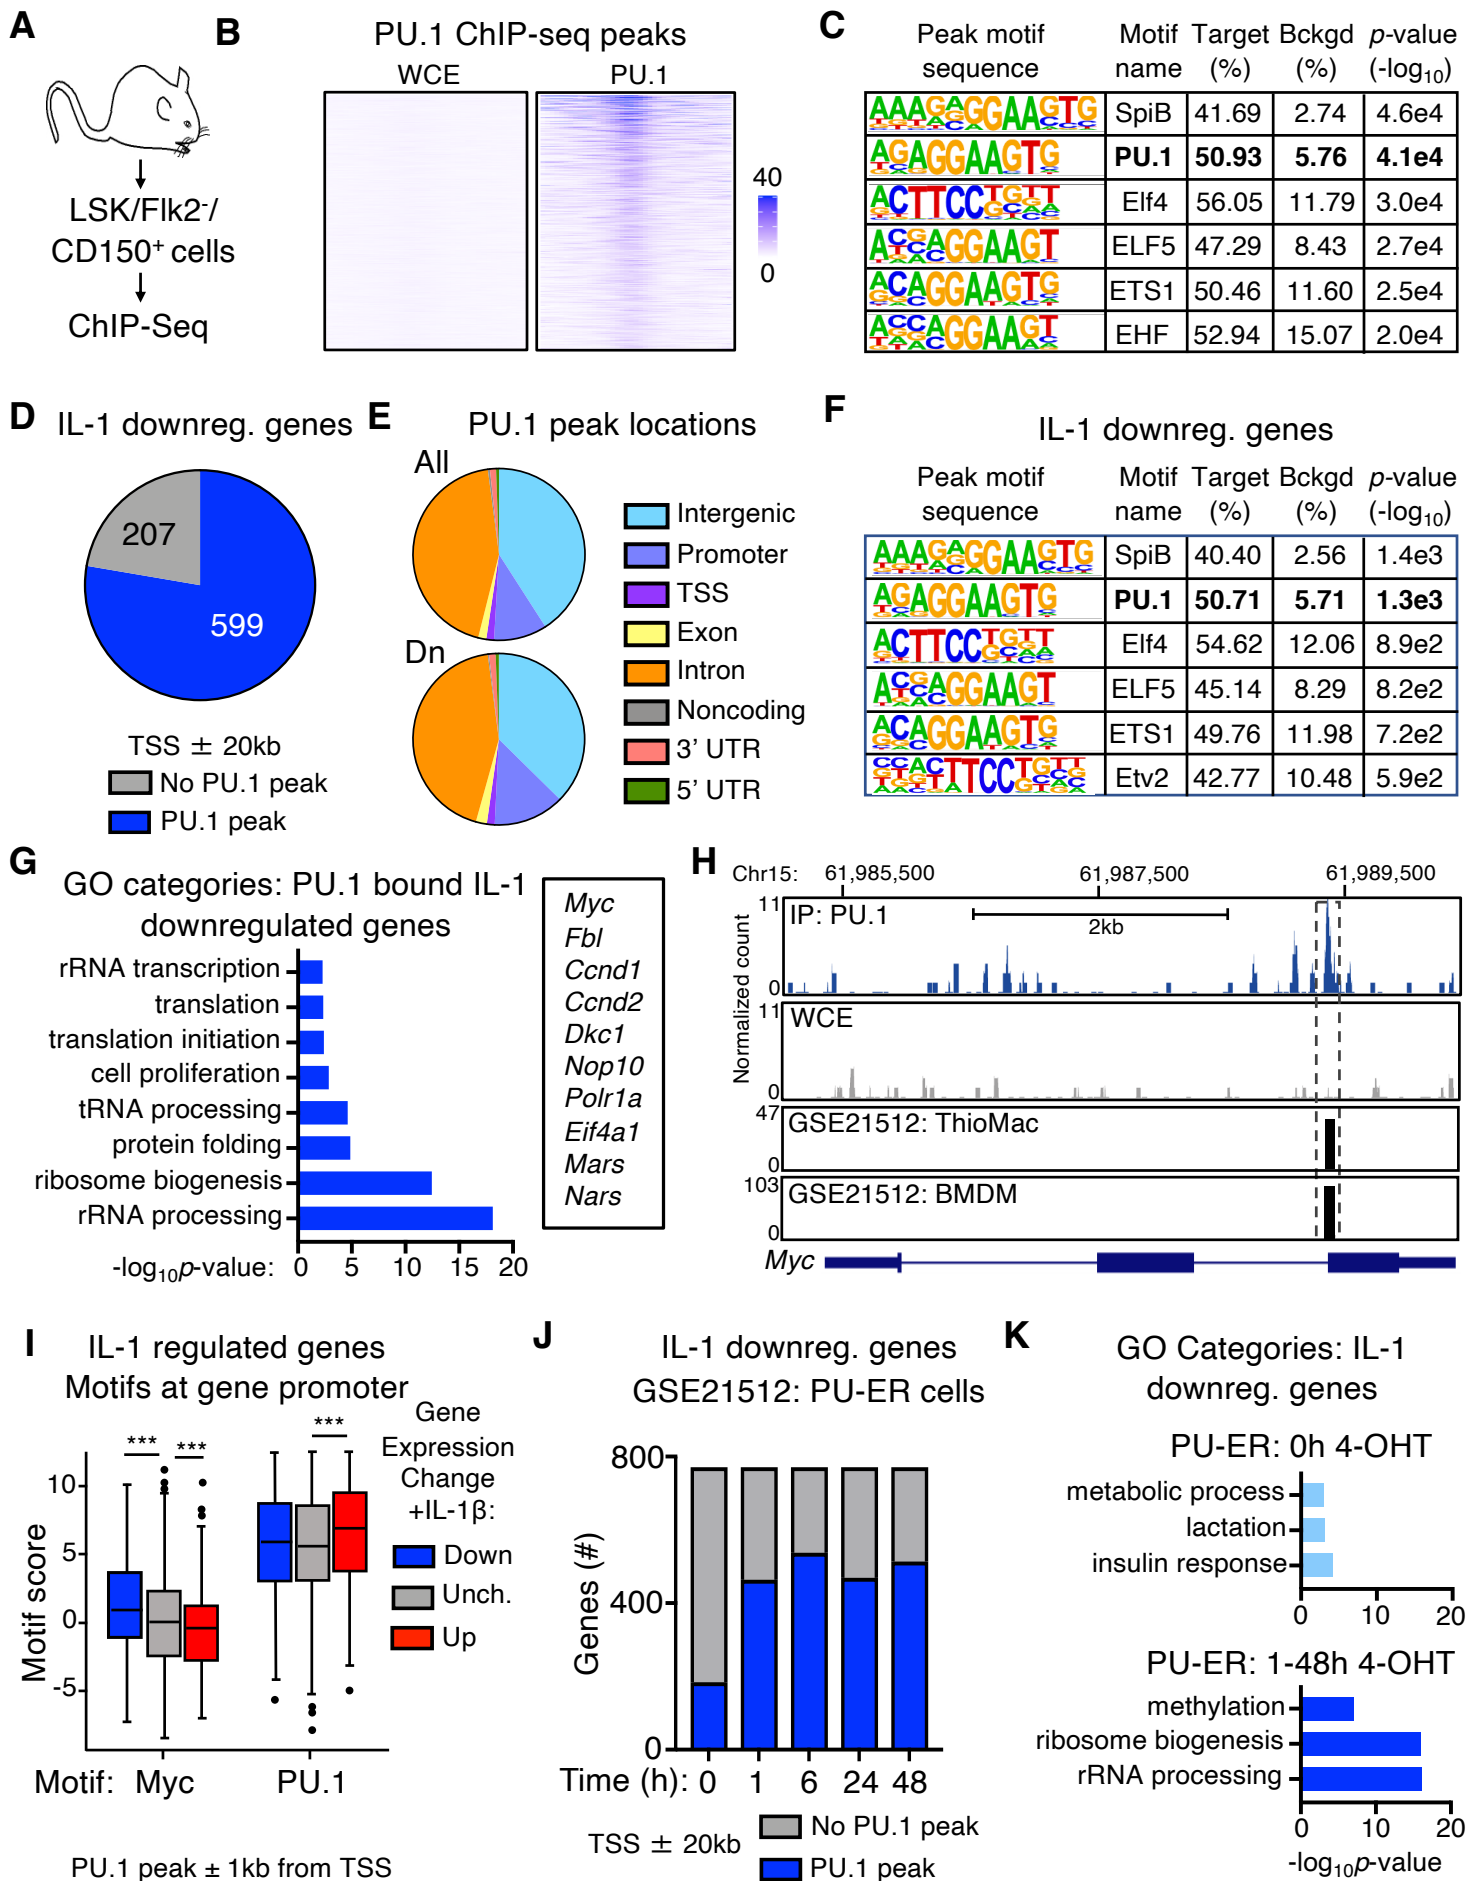 A
LSK/Flk2-/
CD150+ cells
ChIP-Seq
B
PU.1 ChIP-seq peaks
WCE
PU.1
40
0
C
Peak motif sequence Motif name Target (%) Bckgd (%) p-value (-log10)
AAAGAGGAAGTG SpiB 41.69 2.74 4.6e4
AGAGGAAGTG PU.1 50.93 5.76 4.1e4
ACTTCCTGTT Elf4 56.05 11.79 3.0e4
ACGAGGAAGT ELF5 47.29 8.43 2.7e4
ACAGGAAGTG ETS1 50.46 11.60 2.5e4
ACCAGGAAGT EHF 52.94 15.07 2.0e4
D
IL-1 downreg. genes
207
599
TSS ± 20kb
No PU.1 peak
PU.1 peak
E
PU.1 peak locations
All
Dn
Intergenic
Promoter
TSS
Exon
Intron
Noncoding
3' UTR
5' UTR
F
IL-1 downreg. genes
Peak motif sequence Motif name Target (%) Bckgd (%) p-value (-log10)
AAAGAGGAAGTG SpiB 40.40 2.56 1.4e3
AGAGGAAGTG PU.1 50.71 5.71 1.3e3
ACTTCCTGTT Elf4 54.62 12.06 8.9e2
ACGAGGAAGT ELF5 45.14 8.29 8.2e2
ACAGGAAGTG ETS1 49.76 11.98 7.2e2
CCACTTCCTGTT Etv2 42.77 10.48 5.9e2
G
GO categories: PU.1 bound IL-1
downregulated genes
rRNA transcription
translation
translation initiation
cell proliferation
tRNA processing
protein folding
ribosome biogenesis
rRNA processing
-log10p-value: 0 5 10 15 20
Myc
Fbl
Ccnd1
Ccnd2
Dkc1
Nop10
Polr1a
Eif4a1
Mars
Nars
H
Chr15: 61,985,500 61,987,500 61,989,500
Normalized count
11
IP: PU.1
2kb
0
11
WCE
0
47
GSE21512: ThioMac
0
103
GSE21512: BMDM
0
Myc
I
IL-1 regulated genes
Motifs at gene promoter
Motif score
10
5
0
-5
*** *** ***
Gene
Expression
Change
+IL-1β:
Down
Unch.
Up
Motif: Myc PU.1
PU.1 peak ± 1kb from TSS
J
IL-1 downreg. genes
GSE21512: PU-ER cells
Genes (#)
800
400
0
Time (h): 0 1 6 24 48
TSS ± 20kb
No PU.1 peak
PU.1 peak
K
GO Categories: IL-1
downreg. genes
PU-ER: 0h 4-OHT
metabolic process
lactation
insulin response
0 10 20
PU-ER: 1-48h 4-OHT
methylation
ribosome biogenesis
rRNA processing
0 10 20
-log10p-value